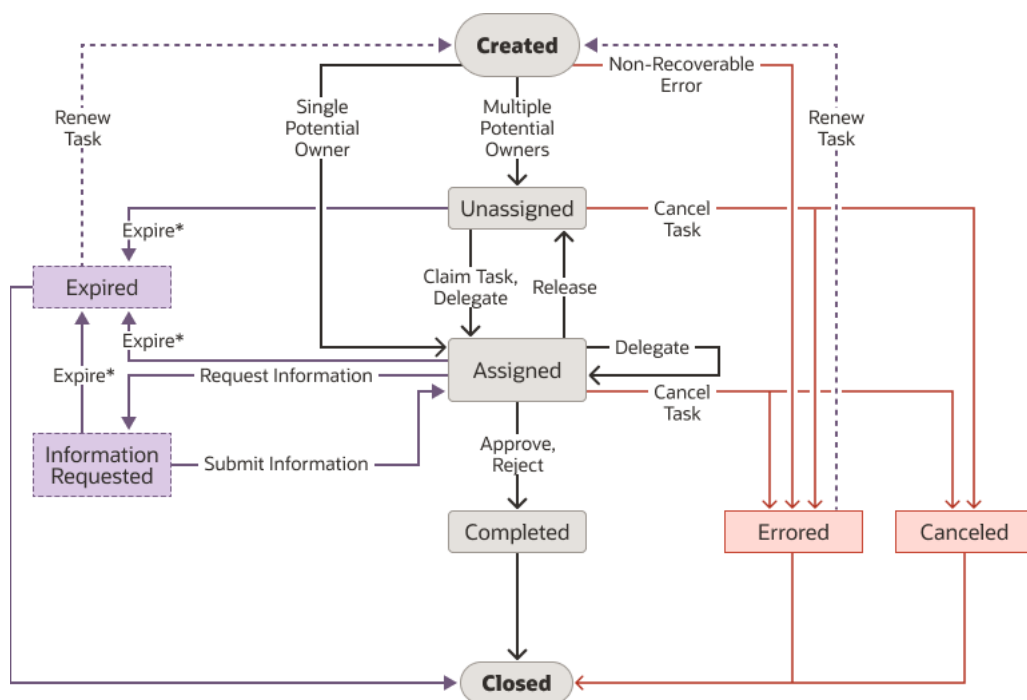 Created
Non-Recoverable
Error
Single
Potential
Owner
Multiple
Potential
Owners
Renew
Task
Renew
Task
Unassigned
Cancel
Task
Expire*
Expired
Claim Task,
Delegate
Release
Expire*
Delegate
Expire*
Request Information
Assigned
Cancel
Task
Information
Requested
Submit Information
Approve,
Reject
Completed
Errored
Canceled
Closed